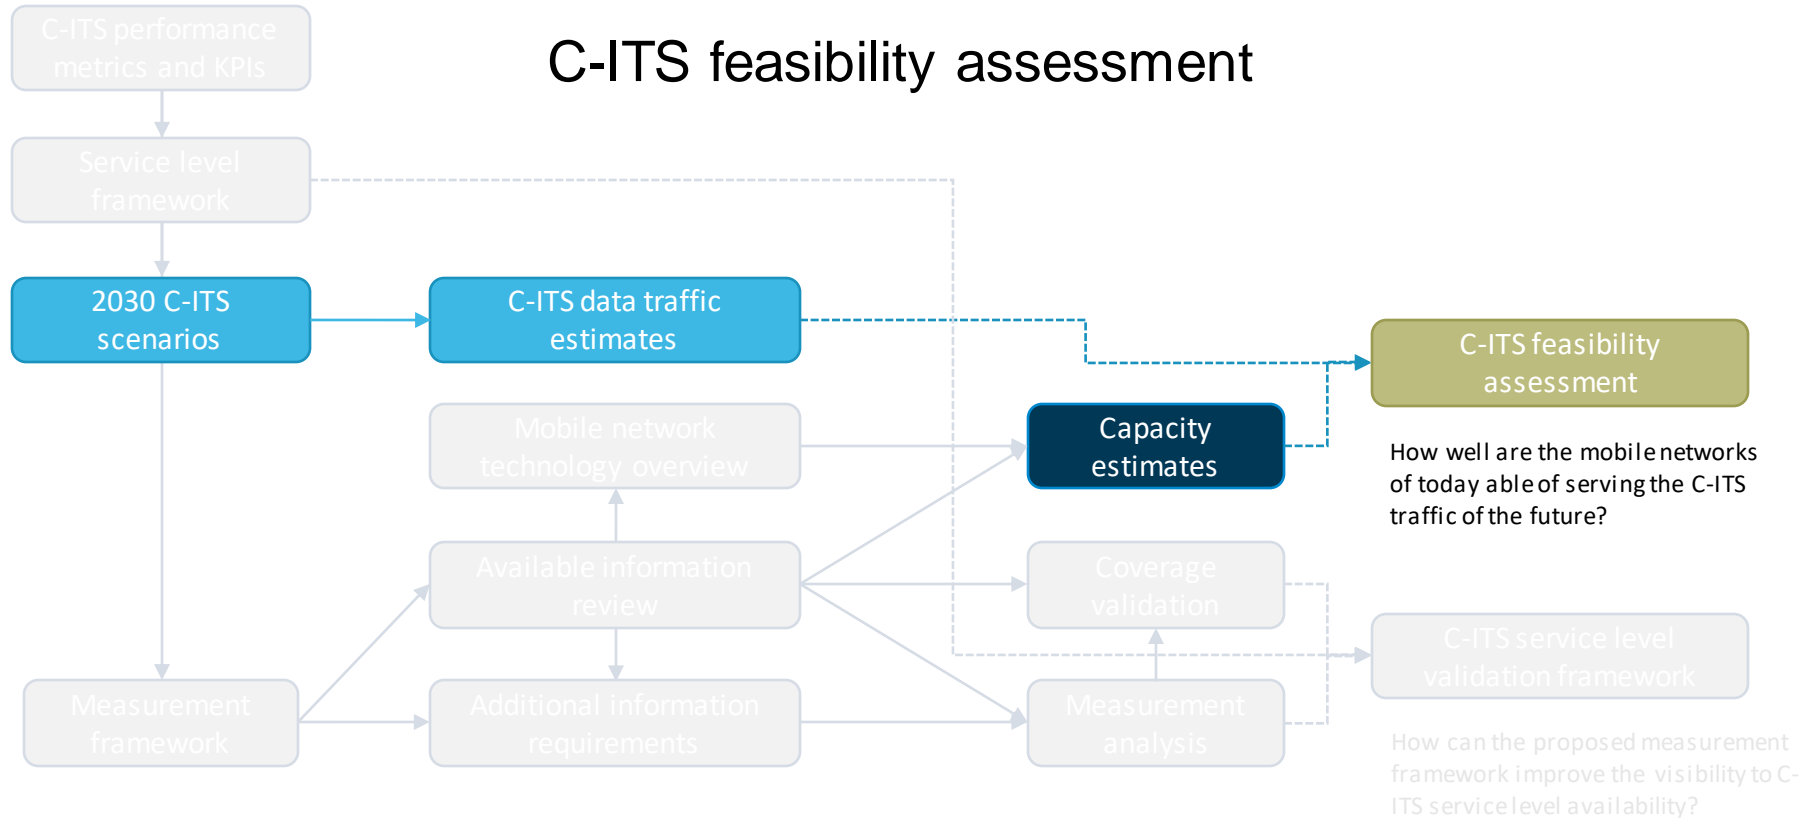 C-ITS feasibility assessment
C-ITS performance
metrics and KPIs
Service level
framework
2030 C-ITS
scenarios
C-ITS data traffic
estimates
C-ITS feasibility
assessment
Mobile network
technology overview
Capacity
estimates
How well are the mobile networks
of today able of serving the C-ITS
traffic of the future?
Available information
review
Coverage
validation
C-ITS service level
validation framework
Measurement
framework
Additional information
requirements
Measurement
analysis
How can the proposed measurement
framework improve the visibility to C-
ITS service level availability?